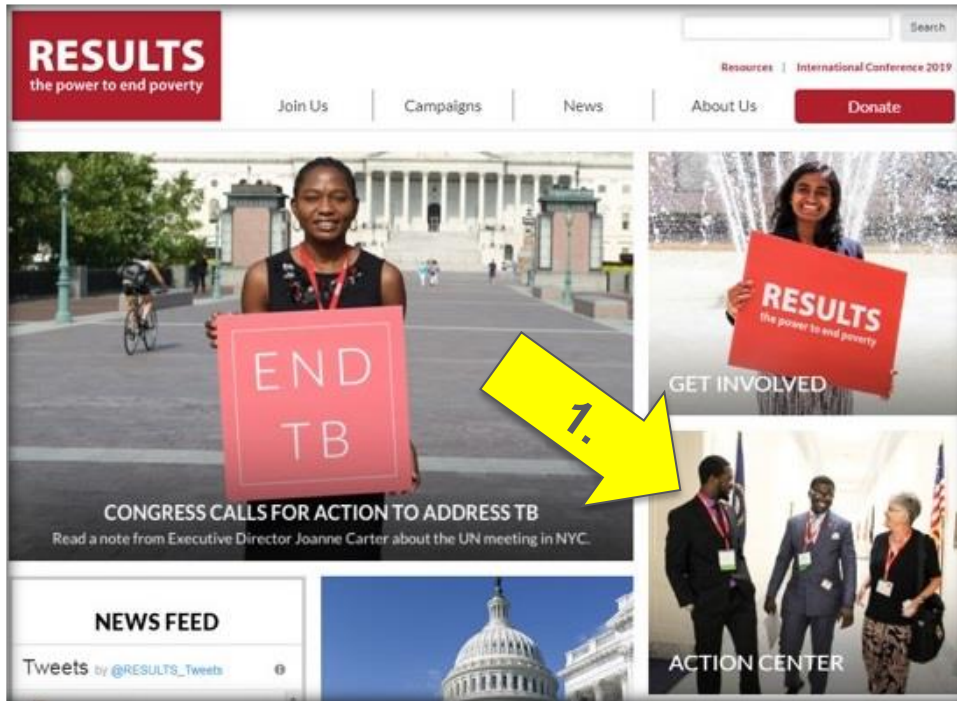 RESULTS
the power to end poverty
Search
Resources | International Conference 2019
Join Us
Campaigns
News
About Us
Donate
END
TB
CONGRESS CALLS FOR ACTION TO ADDRESS TB
Read a note from Executive Director Joanne Carter about the UN meeting in NYC.
RESULTS
the power to end poverty
GET INVOLVED
1.
ACTION CENTER
NEWS FEED
Tweets by @RESULTS_Tweets